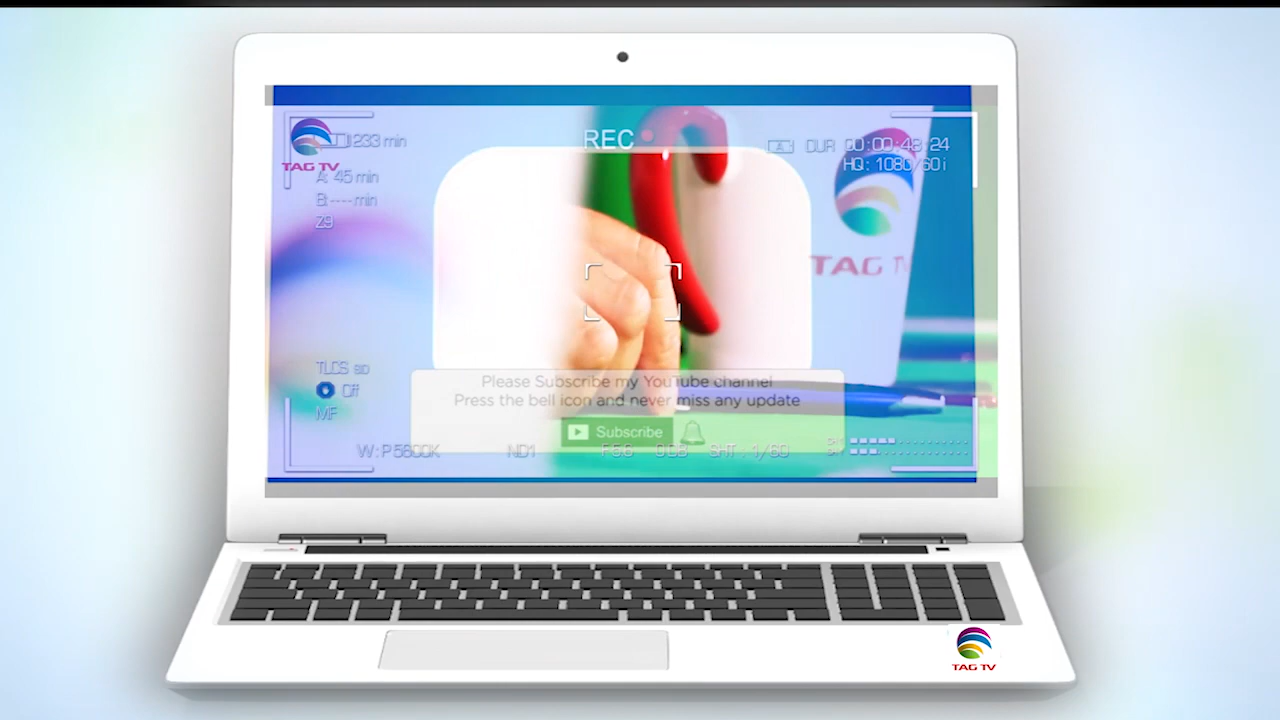 REC
233 min
DUR 00:00:43:24
HQ: 1080/60i
TAG TV
A: 45 min
B:----min
Z9
TAG
TLCS
Off
MF
Please Subscribe my YouTube channel
Press the bell icon and never miss any update
Subscribe
W:P5600K ND1 F5.6 0DB SHT: 1/60
TAG TV